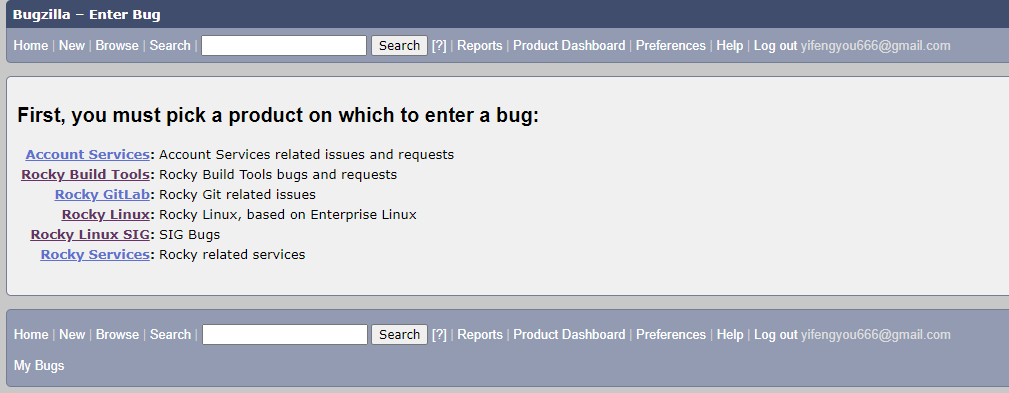 Bugzilla – Enter Bug
Home | New | Browse | Search | Search [?] | Reports | Product Dashboard | Preferences | Help | Log out yifengyou666@gmail.com
First, you must pick a product on which to enter a bug:
Account Services: Account Services related issues and requests
Rocky Build Tools: Rocky Build Tools bugs and requests
Rocky GitLab: Rocky Git related issues
Rocky Linux: Rocky Linux, based on Enterprise Linux
Rocky Linux SIG: SIG Bugs
Rocky Services: Rocky related services
Home | New | Browse | Search | Search [?] | Reports | Product Dashboard | Preferences | Help | Log out yifengyou666@gmail.com
My Bugs